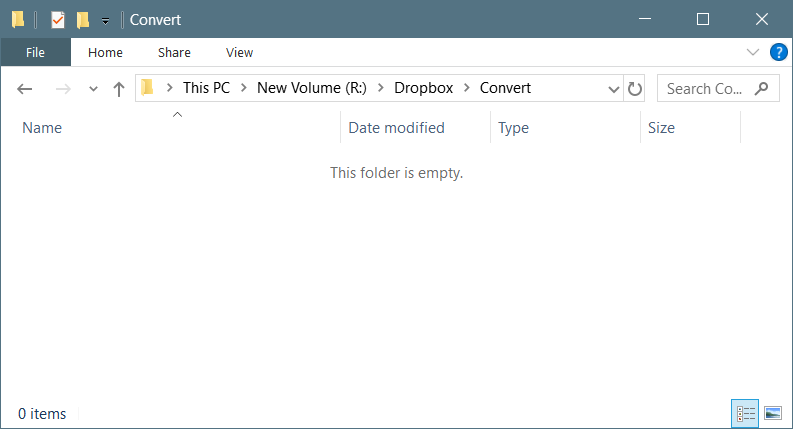 Convert
File Home Share View
This PC New Volume (R:) Dropbox Convert Search Co...
Name Date modified Type Size
This folder is empty.
0 items